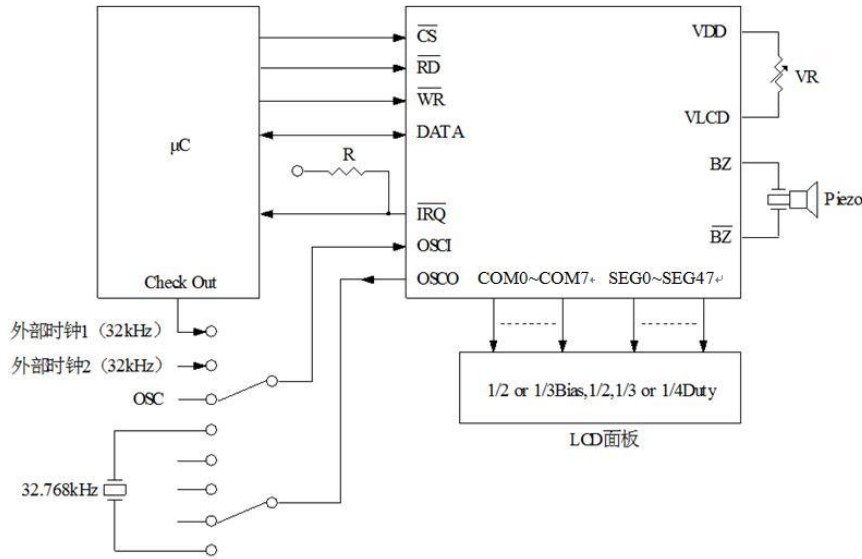 μC
Check Out
CS
RD
WR
DATA
IRQ
OSCI
OSCO
COM0~COM7
SEG0~SEG47
VDD
VLCD
BZ
BZ
VR
Piezo
R
外部时钟1（32kHz）
外部时钟2（32kHz）
OSC
32.768kHz
1/2 or 1/3Bias,1/2,1/3 or 1/4Duty
LCD面板